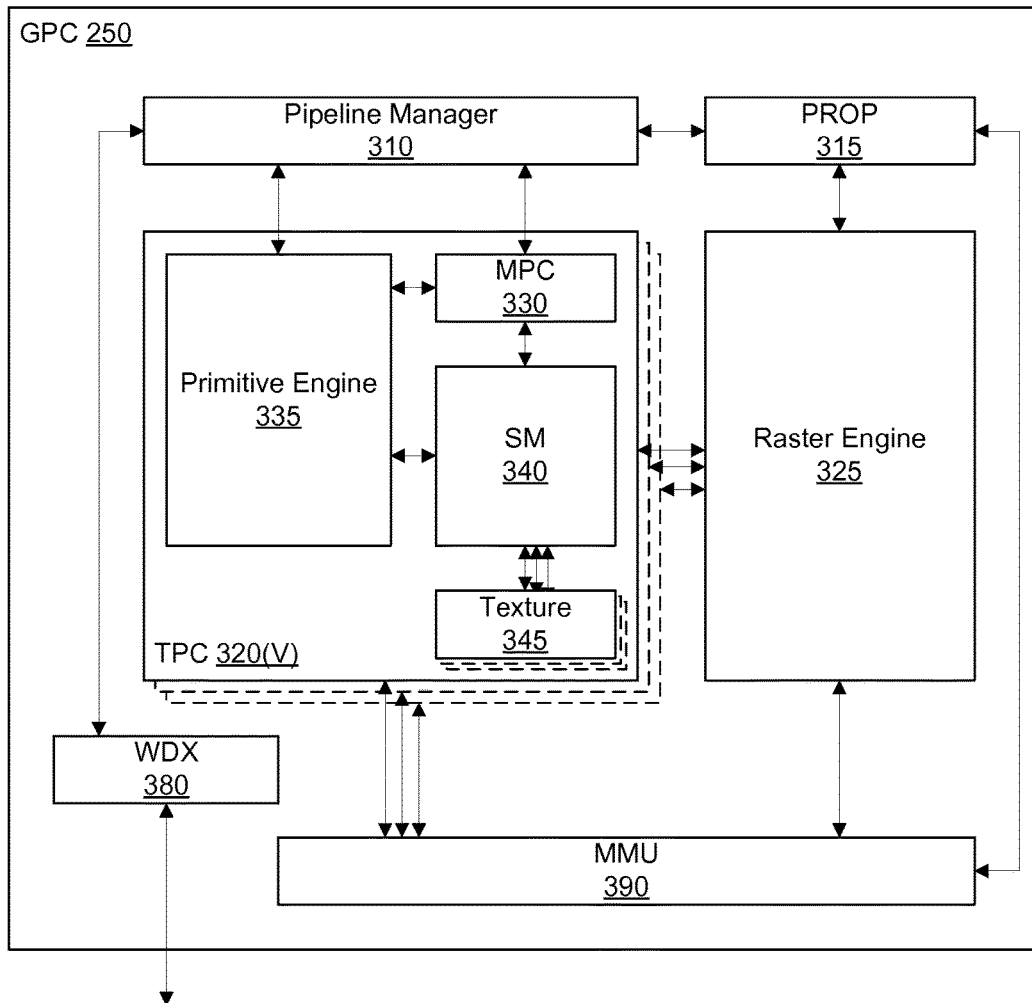 GPC 250
Pipeline Manager
310
PROP
315
Primitive Engine
335
MPC
330
SM
340
Texture
345
TPC 320(V)
Raster Engine
325
WDX
380
MMU
390